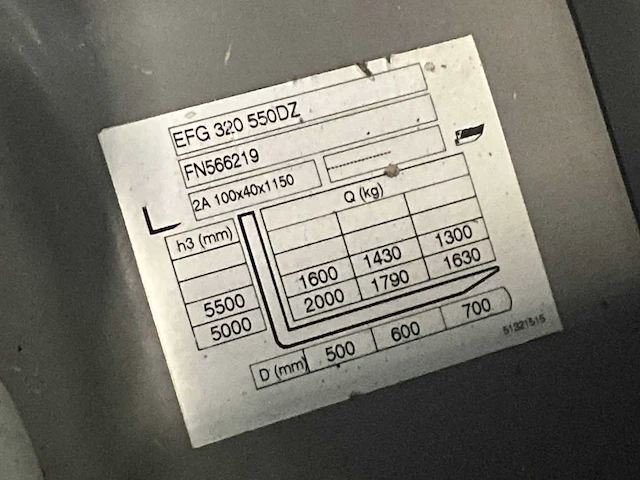 EFG 320 550DZ
FN566219
2A 100x40x1150 --------------------
h3 (mm) Q (kg)
5500 1600 1430 1300
5000 2000 1790 1630
D (mm) 500 600 700
51321515